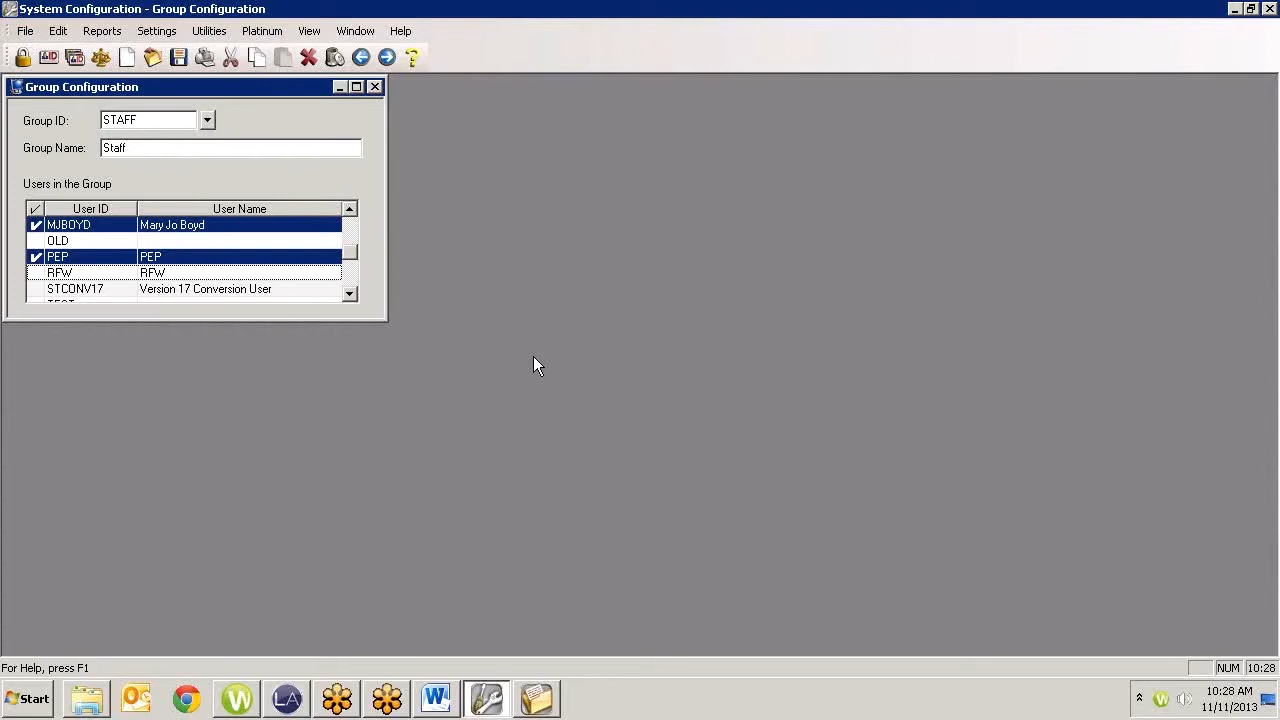 System Configuration - Group Configuration
File Edit Reports Settings Utilities Platinum View Window Help
Group Configuration
Group ID: STAFF
Group Name: Staff
Users in the Group
User ID User Name
MJBOYD Mary Jo Boyd
OLD
PEP PEP
RFW RFW
STCONV17 Version 17 Conversion User
For Help, press F1
NUM 10:28
Start
W LA W W
10:28 AM
11/11/2013